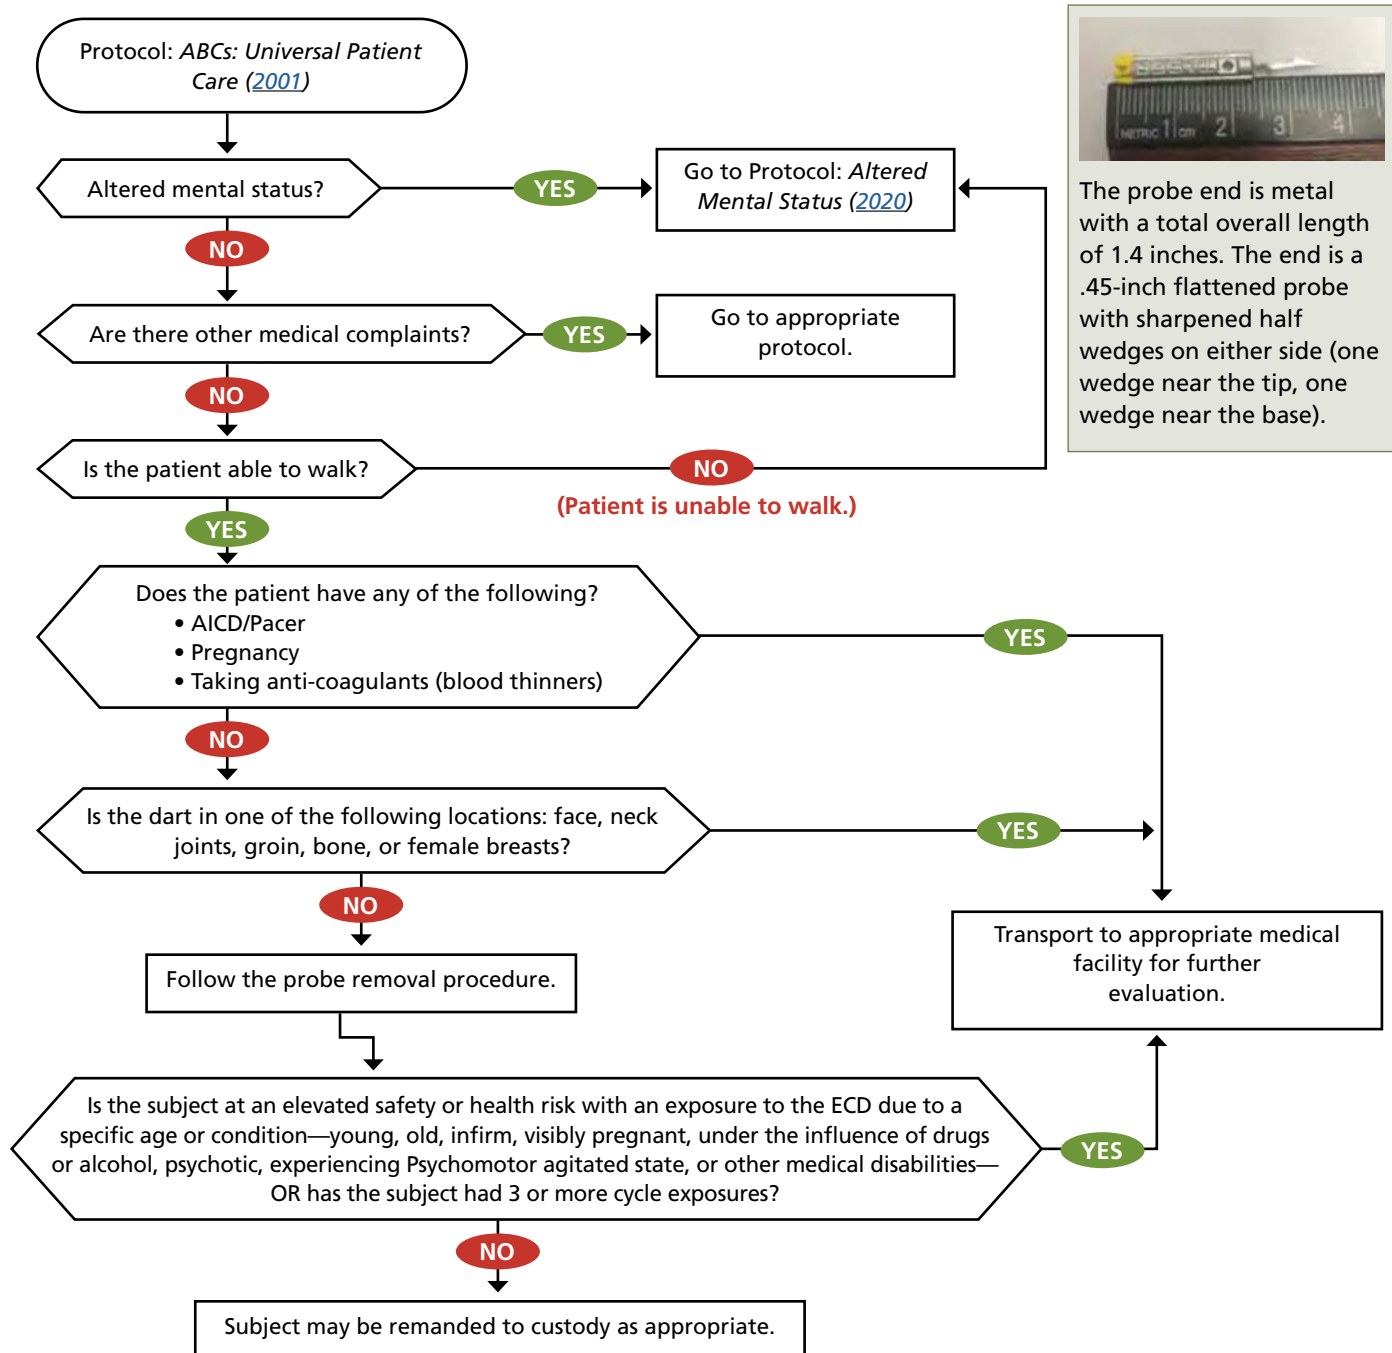 Protocol: ABCs: Universal Patient
Care (2001)
Altered mental status?
YES
Go to Protocol: Altered
Mental Status (2020)
NO
Are there other medical complaints?
YES
Go to appropriate
protocol.
NO
Is the patient able to walk?
NO
(Patient is unable to walk.)
YES
Does the patient have any of the following?
• AICD/Pacer
• Pregnancy
• Taking anti-coagulants (blood thinners)
YES
NO
Is the dart in one of the following locations: face, neck
joints, groin, bone, or female breasts?
YES
NO
Transport to appropriate medical
facility for further
evaluation.
Follow the probe removal procedure.
Is the subject at an elevated safety or health risk with an exposure to the ECD due to a
specific age or condition—young, old, infirm, visibly pregnant, under the influence of drugs
or alcohol, psychotic, experiencing Psychomotor agitated state, or other medical disabilities—
OR has the subject had 3 or more cycle exposures?
YES
NO
Subject may be remanded to custody as appropriate.
METRIC 1 cm 2 3 4
The probe end is metal
with a total overall length
of 1.4 inches. The end is a
.45-inch flattened probe
with sharpened half
wedges on either side (one
wedge near the tip, one
wedge near the base).